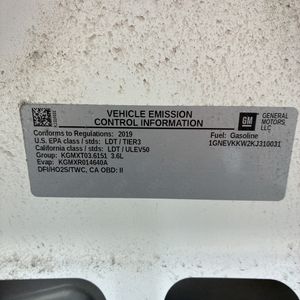 VEHICLE EMISSION
CONTROL INFORMATION
GM
GENERAL
MOTORS
LLC
Conforms to Regulations: 2019
Fuel: Gasoline
U.S. EPA class / stds: LDT / TIER3
1GNEVKKW2KJ310031
California class / stds: LDT / ULEV50
Group: KGMXT03.6151 3.6L
Evap: KGMXR014640A
DFI/HO2S/TWC, CA OBD: II